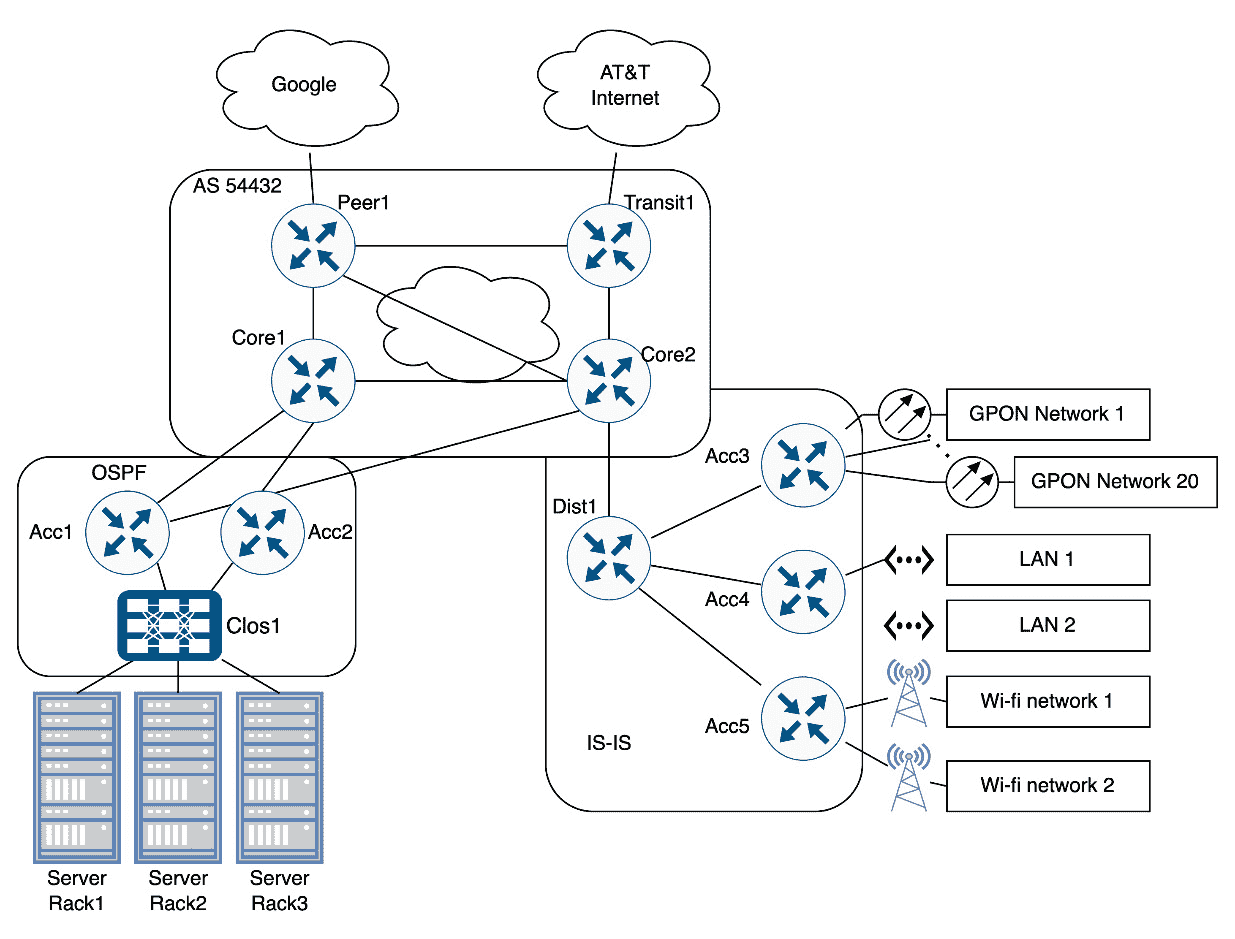 Google
AT&T
Internet
AS 54432
Peer1
Transit1
Core1
Core2
GPON Network 1
Acc3
OSPF
GPON Network 20
Dist1
Acc1
Acc2
LAN 1
Acc4
Clos1
LAN 2
Wi-fi network 1
Acc5
IS-IS
Wi-fi network 2
Server
Rack1
Server
Rack2
Server
Rack3